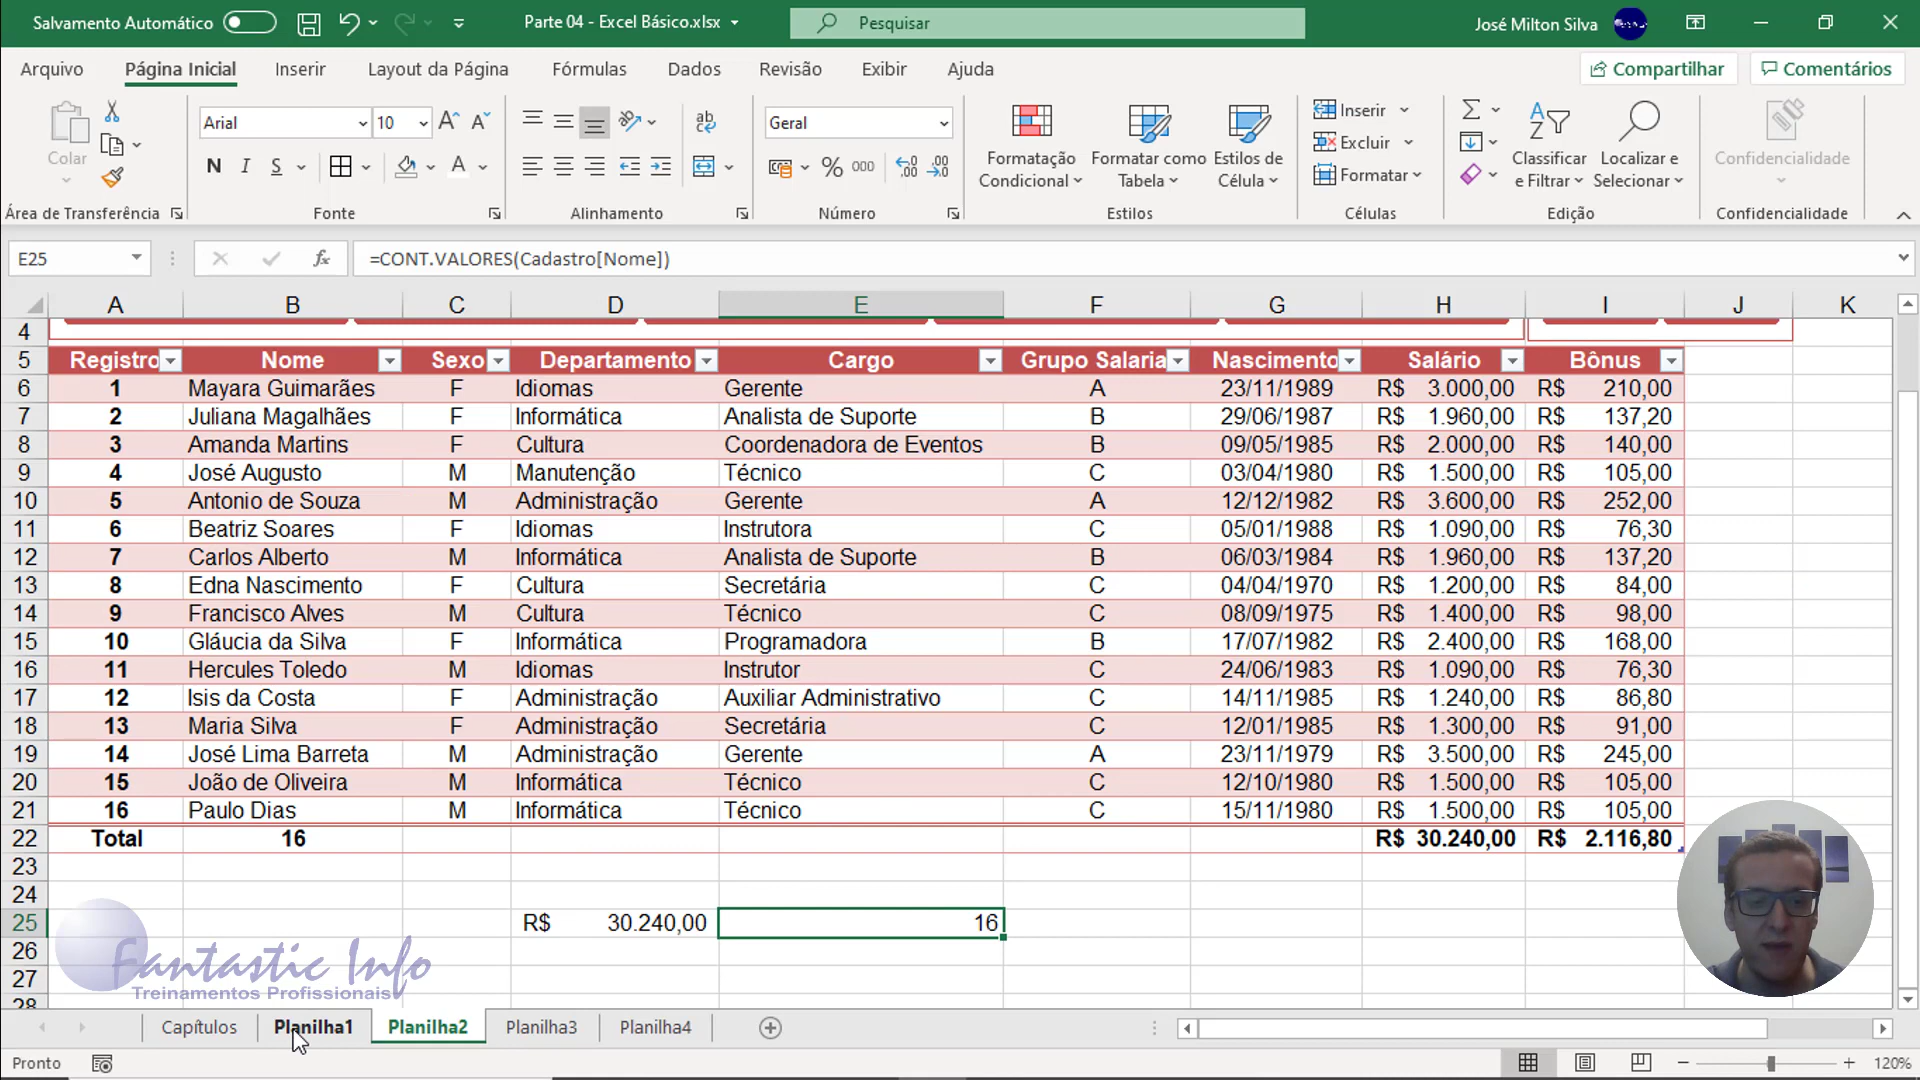 Salvamento Automático Parte 04 - Excel Básico.xlsx Pesquisar José Milton Silva
Arquivo Página Inicial Inserir Layout da Página Fórmulas Dados Revisão Exibir Ajuda Compartilhar Comentários
Colar Arial 10 Geral Formatação Condicional Formatar como Tabela Estilos de Célula Inserir Excluir Formatar Classificar e Filtrar Localizar e Selecionar Confidencialidade
Área de Transferência Fonte Alinhamento Número Estilos Células Edição Confidencialidade
E25 fx =CONT.VALORES(Cadastro[Nome])
A B C D E F G H I J K
4
5 Registro Nome Sexo Departamento Cargo Grupo Salaria Nascimento Salário Bônus
6 1 Mayara Guimarães F Idiomas Gerente A 23/11/1989 R$ 3.000,00 R$ 210,00
7 2 Juliana Magalhães F Informática Analista de Suporte B 29/06/1987 R$ 1.960,00 R$ 137,20
8 3 Amanda Martins F Cultura Coordenadora de Eventos B 09/05/1985 R$ 2.000,00 R$ 140,00
9 4 José Augusto M Manutenção Técnico C 03/04/1980 R$ 1.500,00 R$ 105,00
10 5 Antonio de Souza M Administração Gerente A 12/12/1982 R$ 3.600,00 R$ 252,00
11 6 Beatriz Soares F Idiomas Instrutora C 05/01/1988 R$ 1.090,00 R$ 76,30
12 7 Carlos Alberto M Informática Analista de Suporte B 06/03/1984 R$ 1.960,00 R$ 137,20
13 8 Edna Nascimento F Cultura Secretária C 04/04/1970 R$ 1.200,00 R$ 84,00
14 9 Francisco Alves M Cultura Técnico C 08/09/1975 R$ 1.400,00 R$ 98,00
15 10 Gláucia da Silva F Informática Programadora B 17/07/1982 R$ 2.400,00 R$ 168,00
16 11 Hercules Toledo M Idiomas Instrutor C 24/06/1983 R$ 1.090,00 R$ 76,30
17 12 Isis da Costa F Administração Auxiliar Administrativo C 14/11/1985 R$ 1.240,00 R$ 86,80
18 13 Maria Silva F Administração Secretária C 12/01/1985 R$ 1.300,00 R$ 91,00
19 14 José Lima Barreta M Administração Gerente A 23/11/1979 R$ 3.500,00 R$ 245,00
20 15 João de Oliveira M Informática Técnico C 12/10/1980 R$ 1.500,00 R$ 105,00
21 16 Paulo Dias M Informática Técnico C 15/11/1980 R$ 1.500,00 R$ 105,00
22 Total 16 R$ 30.240,00 R$ 2.116,80
23
24
25 R$ 30.240,00 16
26
27
28
Fantastic Info
Treinamentos Profissionais
Capítulos Planilha1 Planilha2 Planilha3 Planilha4
Pronto 120%